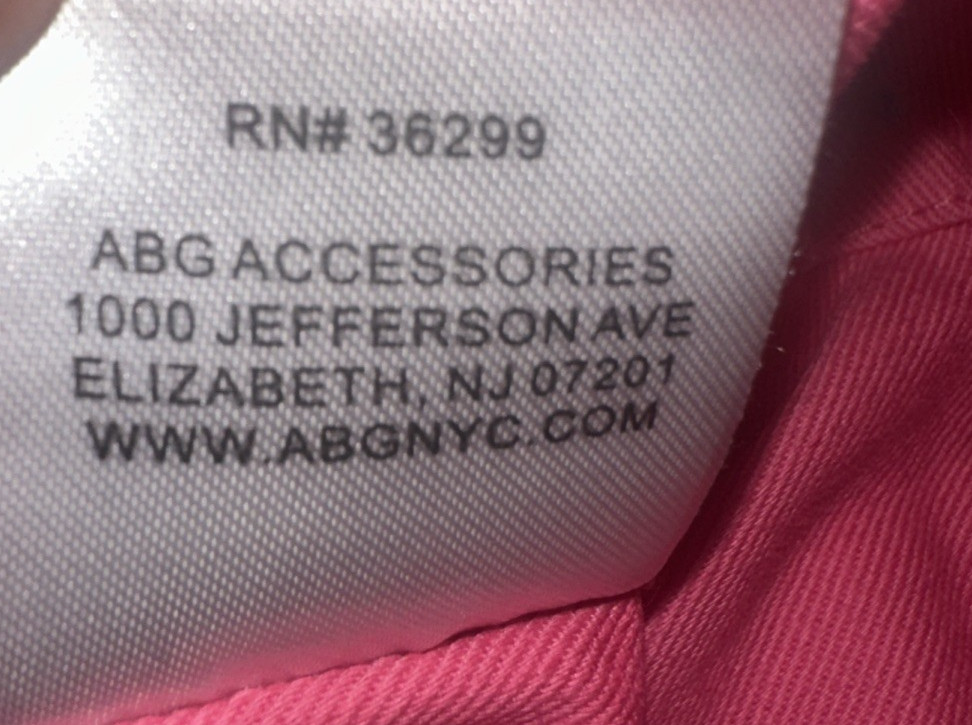 RN# 36299
ABG ACCESSORIES
1000 JEFFERSON AVE
ELIZABETH, NJ 07201
WWW.ABGNYC.COM